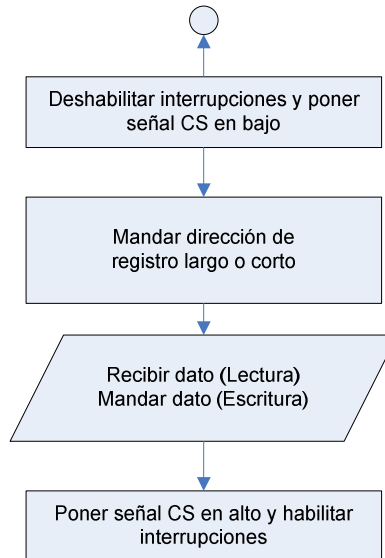 Deshabilitar interrupciones y poner
señal CS en bajo
Mandar dirección de
registro largo o corto
Recibir dato (Lectura)
Mandar dato (Escritura)
Poner señal CS en alto y habilitar
interrupciones